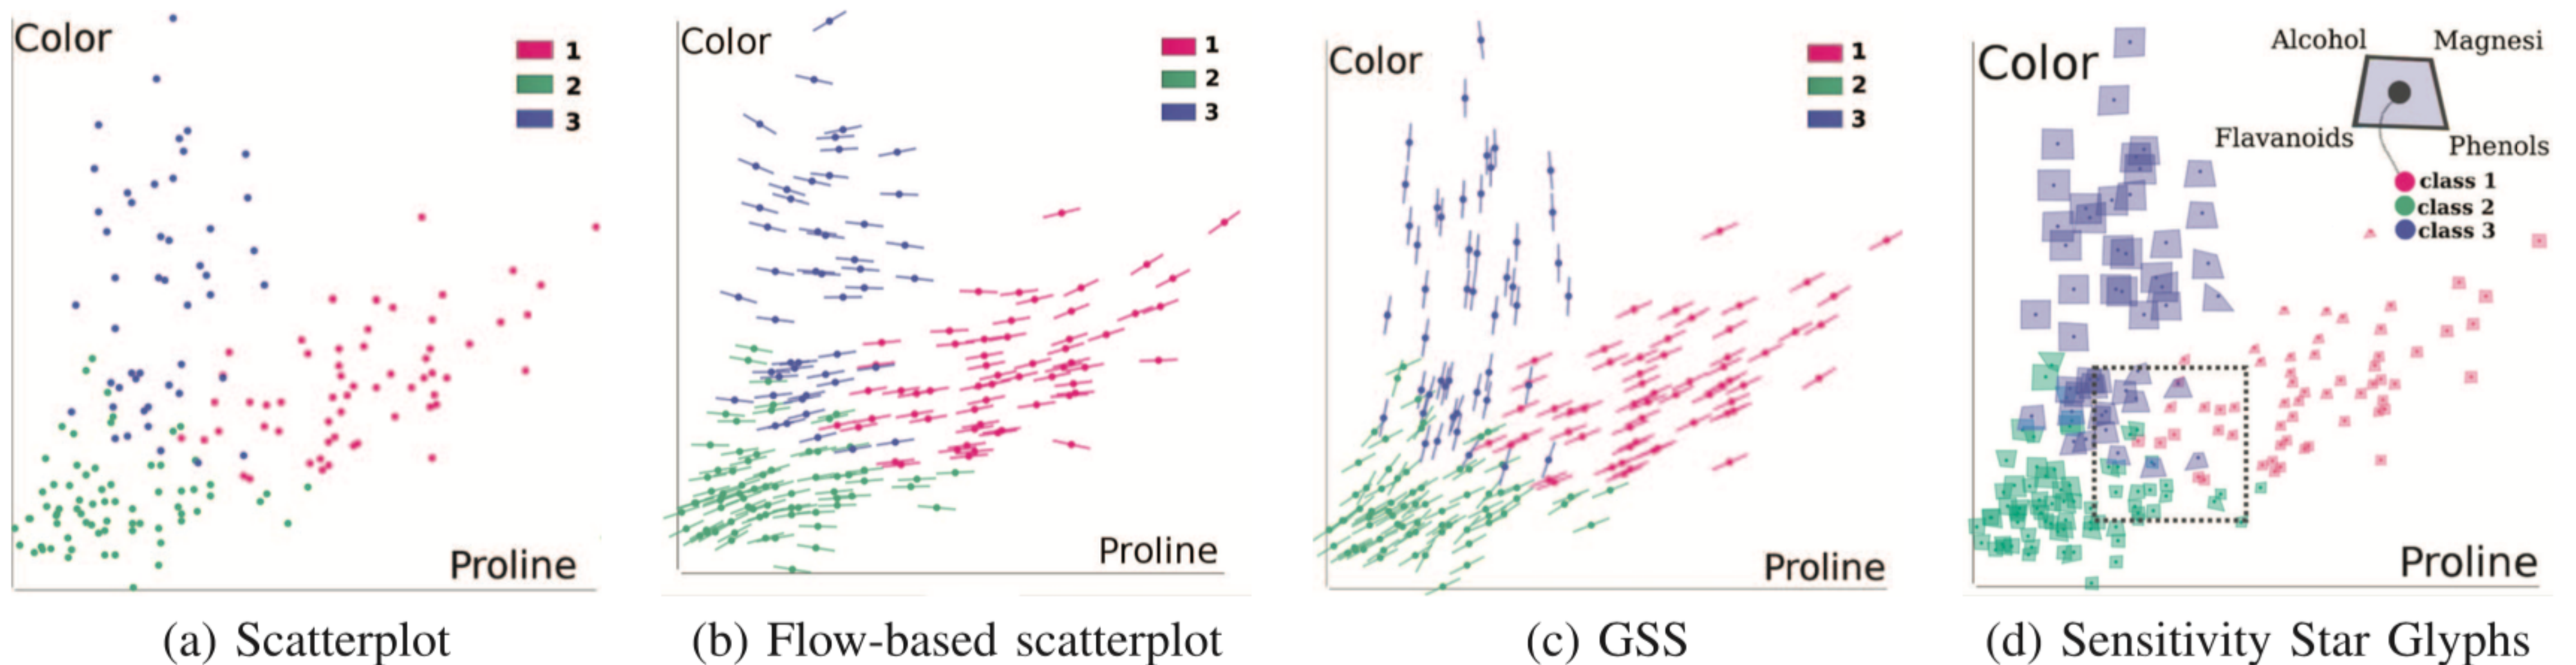 Color
1
2
3
Proline
(a) Scatterplot
Color
1
2
3
Proline
(b) Flow-based scatterplot
Color
1
2
3
Proline
(c) GSS
Color
Alcohol Magnesi
Flavanoids Phenols
class 1
class 2
class 3
Proline
(d) Sensitivity Star Glyphs